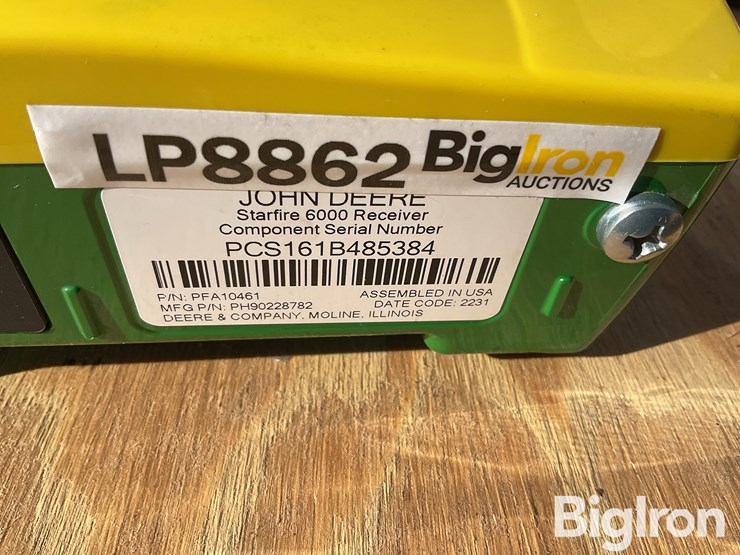 LP8862 BigIron
AUCTIONS
JOHN DEERE
Starfire 6000 Receiver
Component Serial Number
PCS161B485384
P/N: PFA10461 ASSEMBLED IN USA
MFG P/N: PH90228782 DATE CODE: 2231
DEERE & COMPANY, MOLINE, ILLINOIS
BigIron